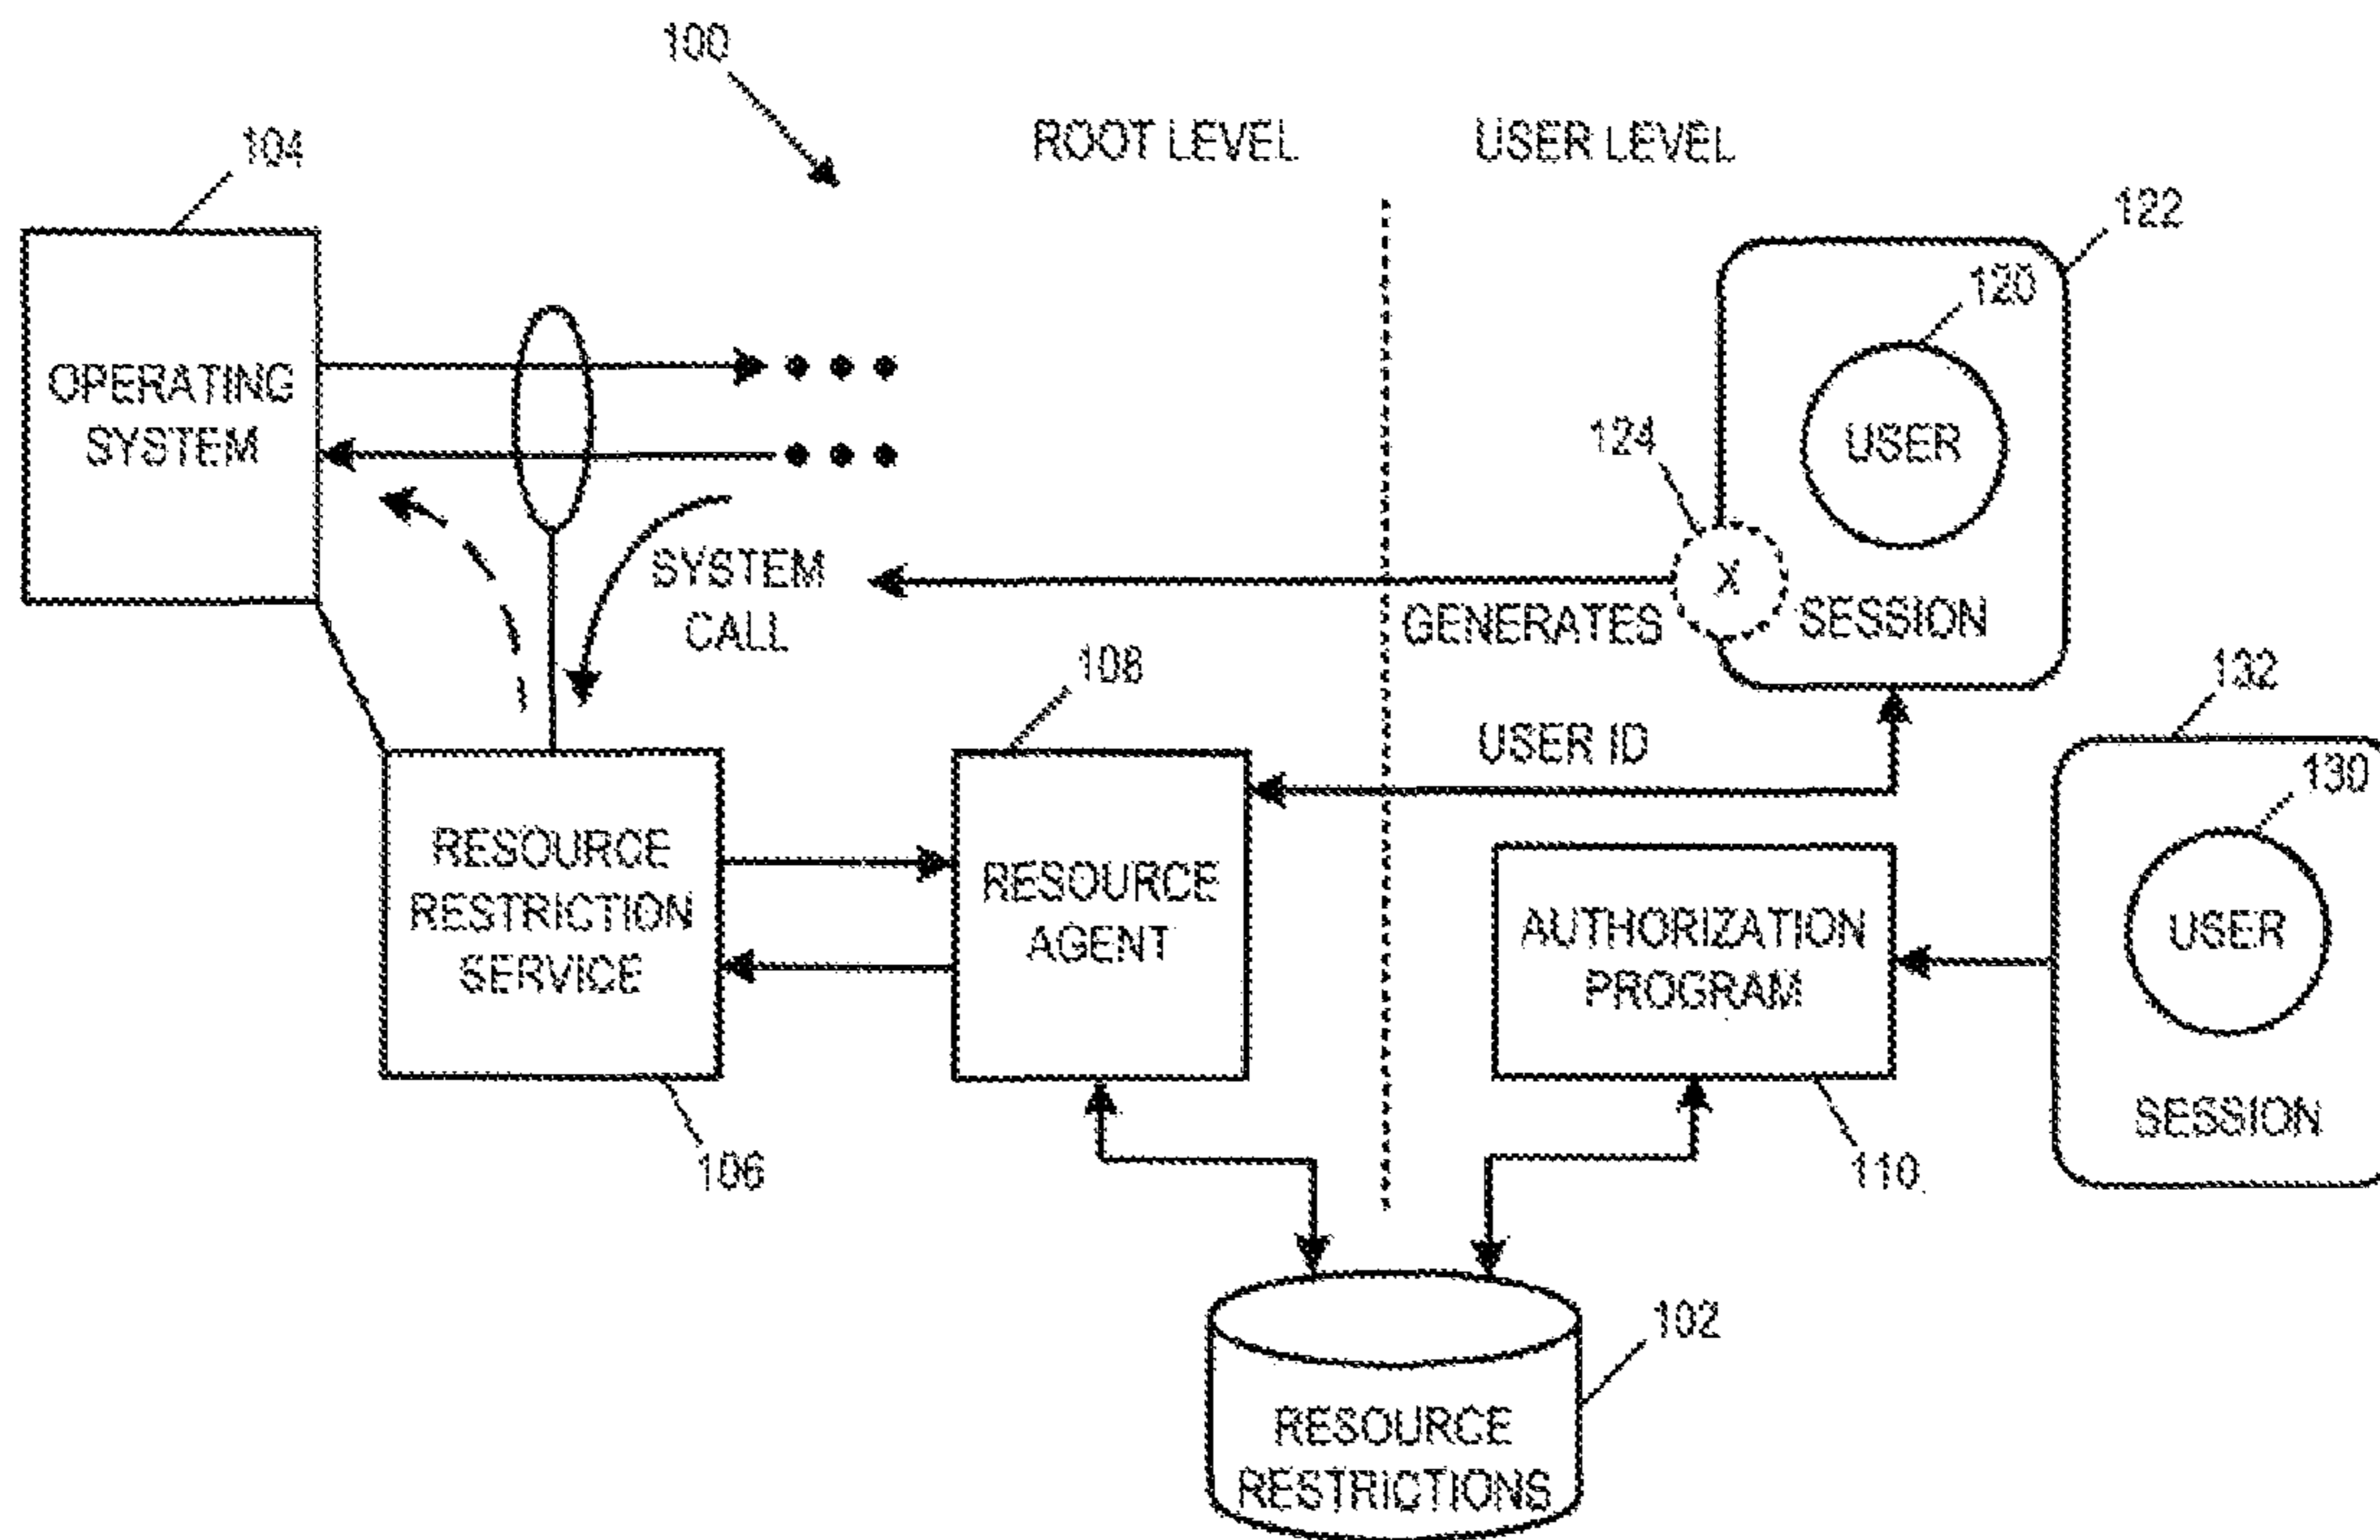 100
ROOT LEVEL
USER LEVEL
104
122
120
OPERATING
SYSTEM
USER
124
X
SYSTEM
CALL
GENERATES
SESSION
108
132
USER ID
130
RESOURCE
RESTRICTION
SERVICE
RESOURCE
AGENT
AUTHORIZATION
PROGRAM
USER
SESSION
106
110
102
RESOURCE
RESTRICTIONS